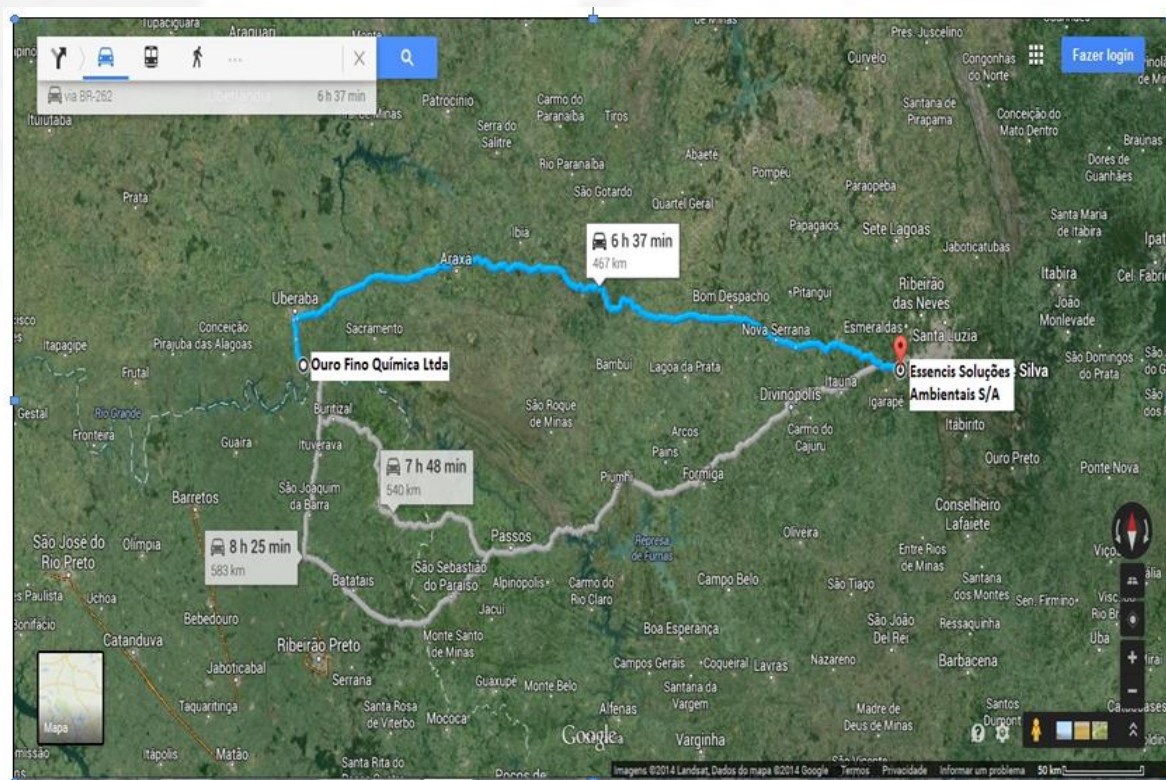 de Minas
Tupaciguara
Araguari
Monte
Pres. Juscelino
Curvelo
Congonhas
do Norte
Fazer login
via BR-262
6 h 37 min
Ituiutaba
Patrocínio
Carmo do
Paranaíba
Tiros
Serra do
Salitre
Santana de
Pirapama
Conceição do
Mato Dentro
Braúnas
Rio Paranaíba
Abaeté
Pompéu
Dores de
Guanhães
São Gotardo
Quartel Geral
Paraopeba
Prata
Ibiá
6 h 37 min
467 km
Papagaios
Sete Lagoas
Jaboticatubas
Santa Maria
de Itabira
Araxá
Ribeirão
das Neves
Itabira
Cel. Fabri
João
Monlevade
Uberaba
Bom Despacho
Pitangui
Conceição
Pirajuba das Alagoas
Sacramento
Nova Serrana
Esmeraldas
Santa Luzia
Itapagipe
Frutal
Ouro Fino Química Ltda
Bambuí
Lagoa da Prata
Itaúna
Essencis Soluções
Ambientais S/A
Silva
São Domingos
do Prata
Igarapé
Divinópolis
Rio Grande
Fronteira
Buritizal
São Roque
de Minas
Carmo do
Cajuru
Itabirito
Guaíra
Ituverava
Arcos
Pains
Ouro Preto
Ponte Nova
7 h 48 min
540 km
Piumhi
Formiga
Barretos
São Joaquim
da Barra
Conselheiro
Lafaiete
São José do
Rio Preto
Olímpia
8 h 25 min
583 km
Passos
Oliveira
Represa
de Furnas
Entre Rios
de Minas
Batatais
São Sebastião
do Paraíso
Alpinópolis
Carmo do
Rio Claro
Campo Belo
São Tiago
Santana
dos Montes
Sen. Firmino
s Paulista
Uchoa
Bebedouro
Jacuí
Boa Esperança
São João
Del Rei
Ressaquinha
Catanduva
Ribeirão Preto
Monte Santo
de Minas
Jaboticabal
Serrana
Campos Gerais
Coqueiral
Lavras
Nazareno
Barbacena
Guaxupé
Monte Belo
Santana da
Vargem
Taquaritinga
Santa Rosa
de Viterbo
Mococa
Alfenas
Madre de
Deus de Minas
Santos
Dumont
Mapa
Google
Varginha
Itápolis
Matão
Santa Rita do
Poços de
Imagens ©2014 Landsat, Dados do mapa ©2014 Google
Termos
Privacidade
Informar um problema
50 km